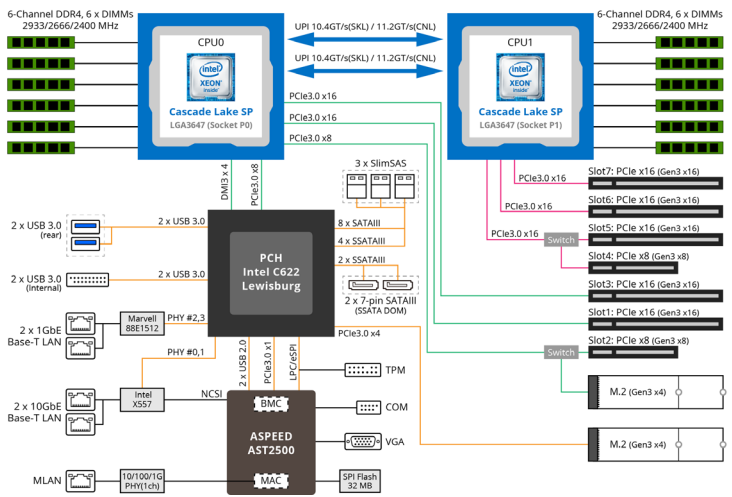 6-Channel DDR4, 6 x DIMMs
2933/2666/2400 MHz
CPU0
intel
XEON
inside
Cascade Lake SP
LGA3647 (Socket P0)
UPI 10.4GT/s(SKL) / 11.2GT/s(CNL)
UPI 10.4GT/s(SKL) / 11.2GT/s(CNL)
CPU1
intel
XEON
inside
Cascade Lake SP
LGA3647 (Socket P1)
6-Channel DDR4, 6 x DIMMs
2933/2666/2400 MHz
PCIe3.0 x16
PCIe3.0 x16
PCIe3.0 x8
DMI3 x 4
PCIe3.0 x8
3 x SlimSAS
PCIe3.0 x16
PCIe3.0 x16
PCIe3.0 x16
Switch
Slot7: PCIe x16 (Gen3 x16)
Slot6: PCIe x16 (Gen3 x16)
Slot5: PCIe x16 (Gen3 x16)
Slot4: PCIe x8 (Gen3 x8)
Slot3: PCIe x16 (Gen3 x16)
Slot1: PCIe x16 (Gen3 x16)
Slot2: PCIe x8 (Gen3 x8)
Switch
2 x USB 3.0
(rear)
2 x USB 3.0
2 x USB 3.0
(Internal)
2 x USB 3.0
PCH
Intel C622
Lewisburg
8 x SATAIII
4 x SSATAIII
2 x SSATAIII
2 x 7-pin SATAIII
(SSATA DOM)
PCIe3.0 x4
2 x 1GbE
Base-T LAN
Marvell
88E1512
PHY #2,3
PHY #0,1
2 x USB 2.0
PCIe3.0 x1
LPC/eSPI
TPM
2 x 10GbE
Base-T LAN
Intel
X557
NCSI
BMC
ASPEED
AST2500
MAC
COM
VGA
M.2 (Gen3 x4)
M.2 (Gen3 x4)
MLAN
10/100/1G
PHY(1ch)
SPI Flash
32 MB